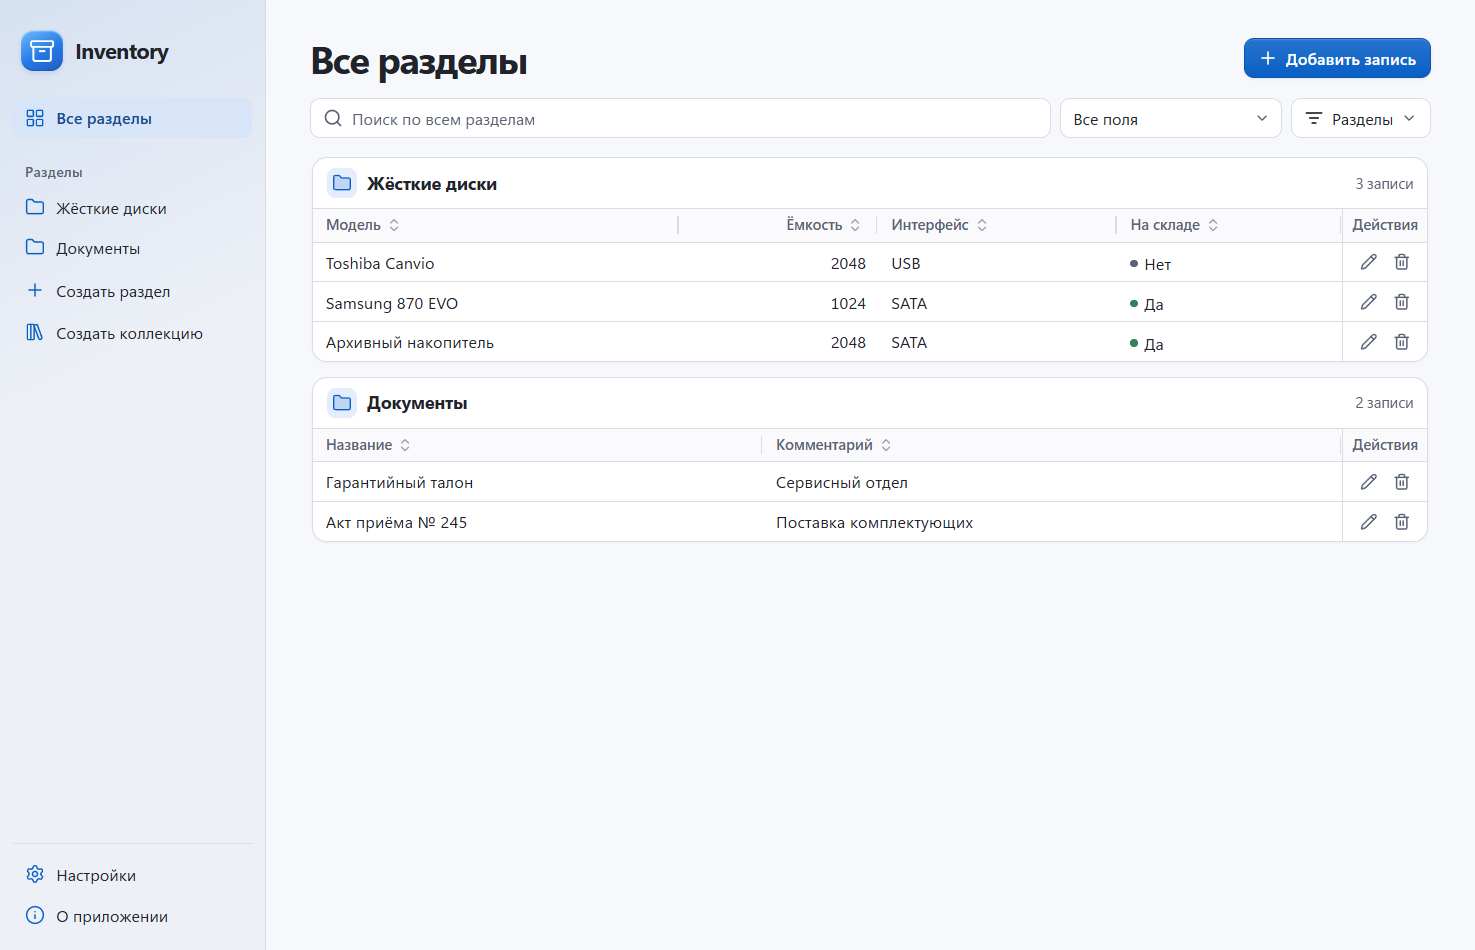 Inventory
Все разделы
Разделы
Жёсткие диски
Документы
Создать раздел
Создать коллекцию
Настройки
О приложении
Все разделы
Добавить запись
Поиск по всем разделам
Все поля
Разделы
Жёсткие диски
3 записи
Модель Ёмкость Интерфейс На складе Действия
Toshiba Canvio 2048 USB Нет
Samsung 870 EVO 1024 SATA Да
Архивный накопитель 2048 SATA Да
Документы
2 записи
Название Комментарий Действия
Гарантийный талон Сервисный отдел
Акт приёма № 245 Поставка комплектующих